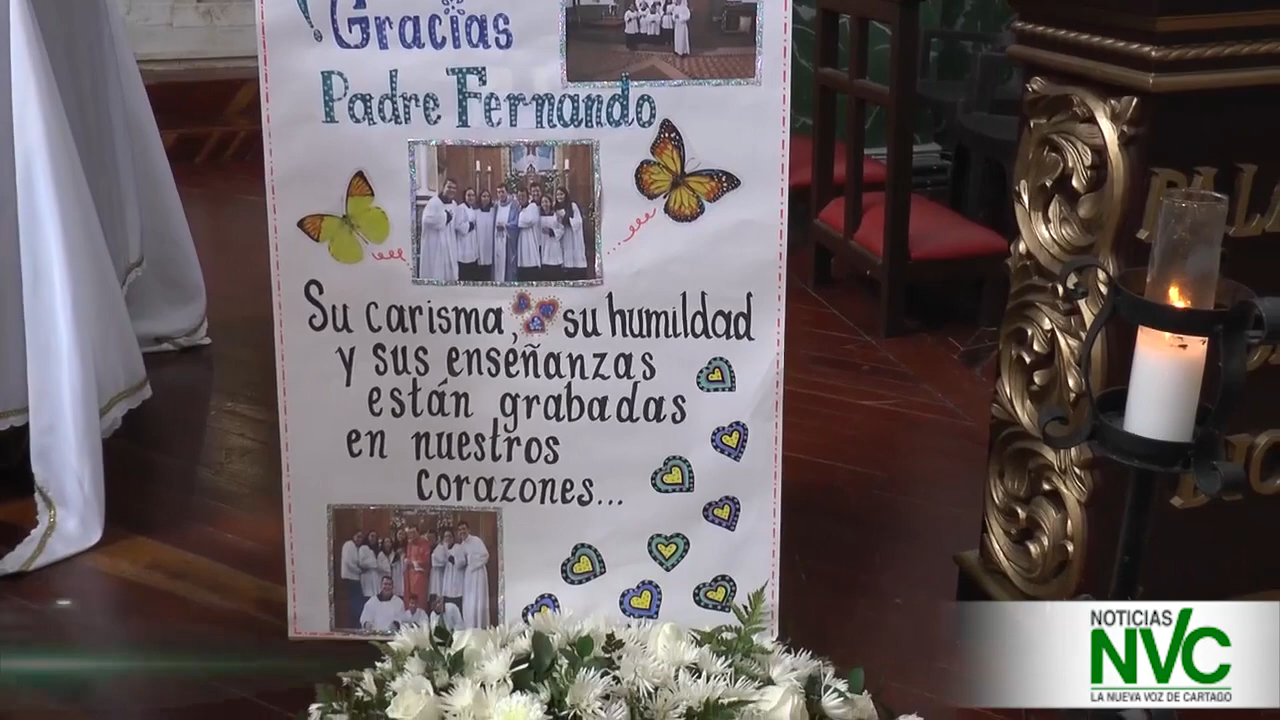 ¡Gracias
Padre Fernando
Su carisma, su humildad
y sus enseñanzas
están grabadas
en nuestros
corazones...
NOTICIAS
NVC
LA NUEVA VOZ DE CARTAGO